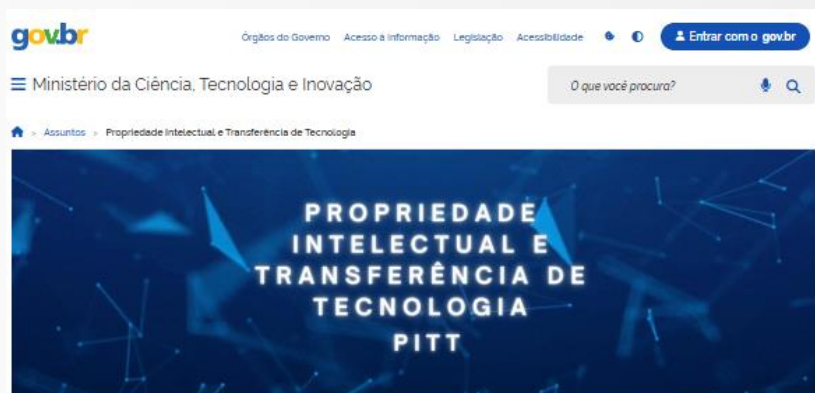 gov.br
Órgãos do Governo Acesso à Informação Legislação Acessibilidade Entrar com o gov.br
Ministério da Ciência, Tecnologia e Inovação O que você procura?
Assuntos > Propriedade Intelectual e Transferência de Tecnologia
PROPRIEDADE
INTELECTUAL E
TRANSFERÊNCIA DE
TECNOLOGIA
PITT